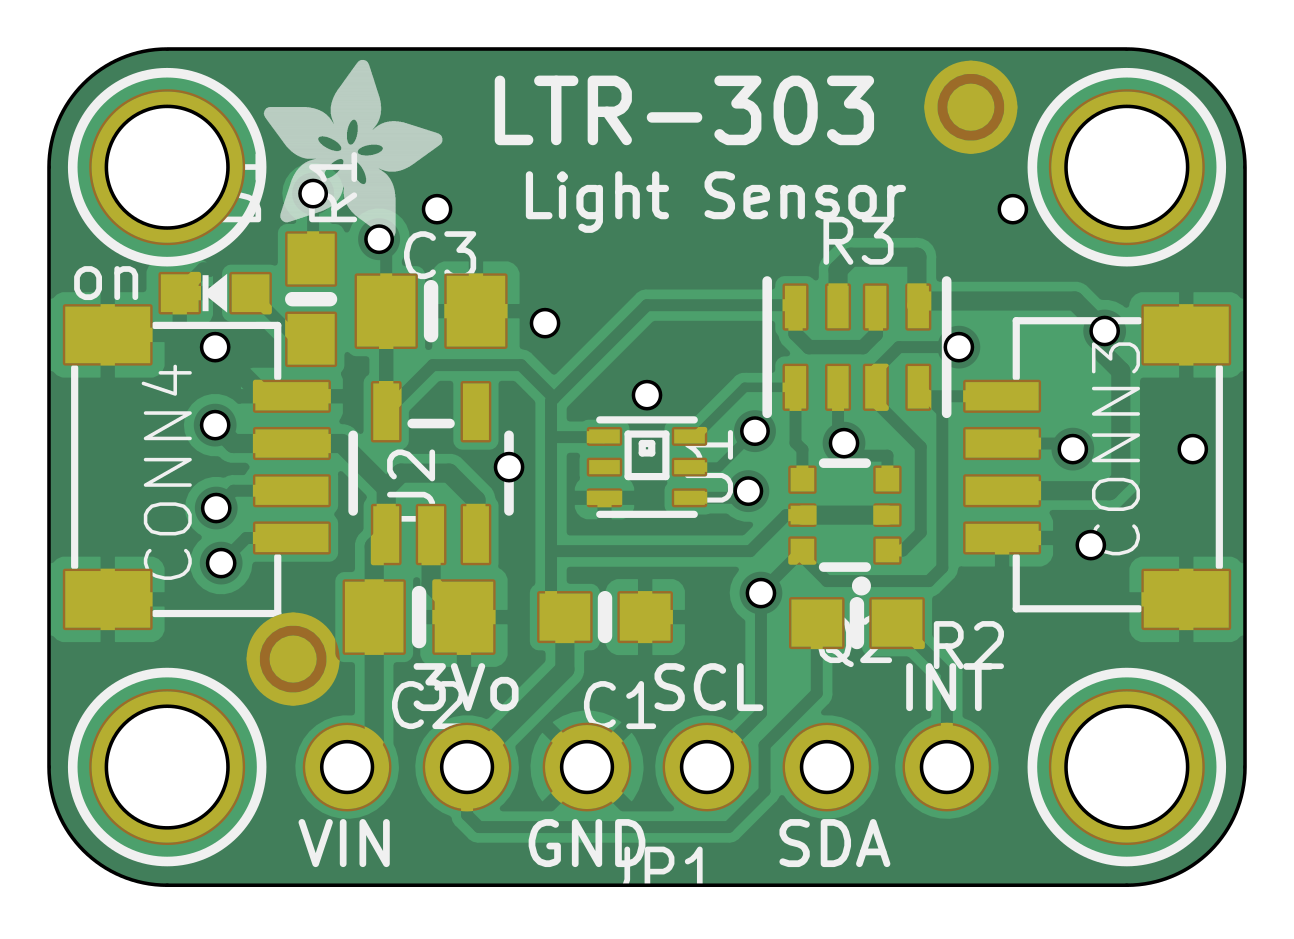 LTR-303
Light Sensor
R1
C3
R3
on
CONN4
CONN3
U2
U1
Q2
R2
3Vo
SCL
INT
C2
C1
VIN
GND
SDA
JP1